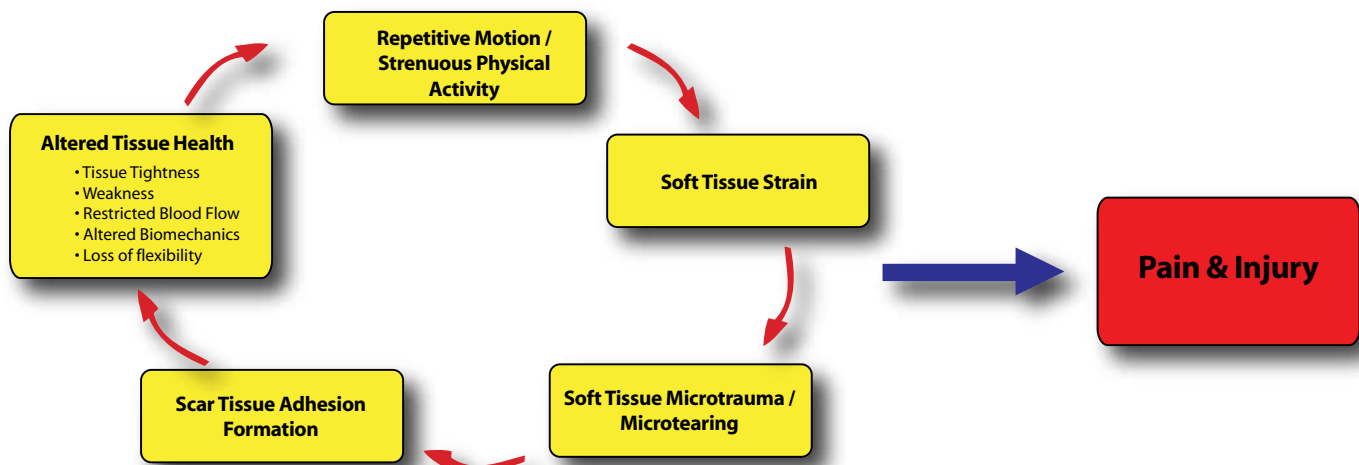 Repetitive Motion /
Strenuous Physical
Activity
Altered Tissue Health
• Tissue Tightness
• Weakness
• Restricted Blood Flow
• Altered Biomechanics
• Loss of flexibility
Soft Tissue Strain
Pain & Injury
Soft Tissue Microtrauma /
Microtearing
Scar Tissue Adhesion
Formation